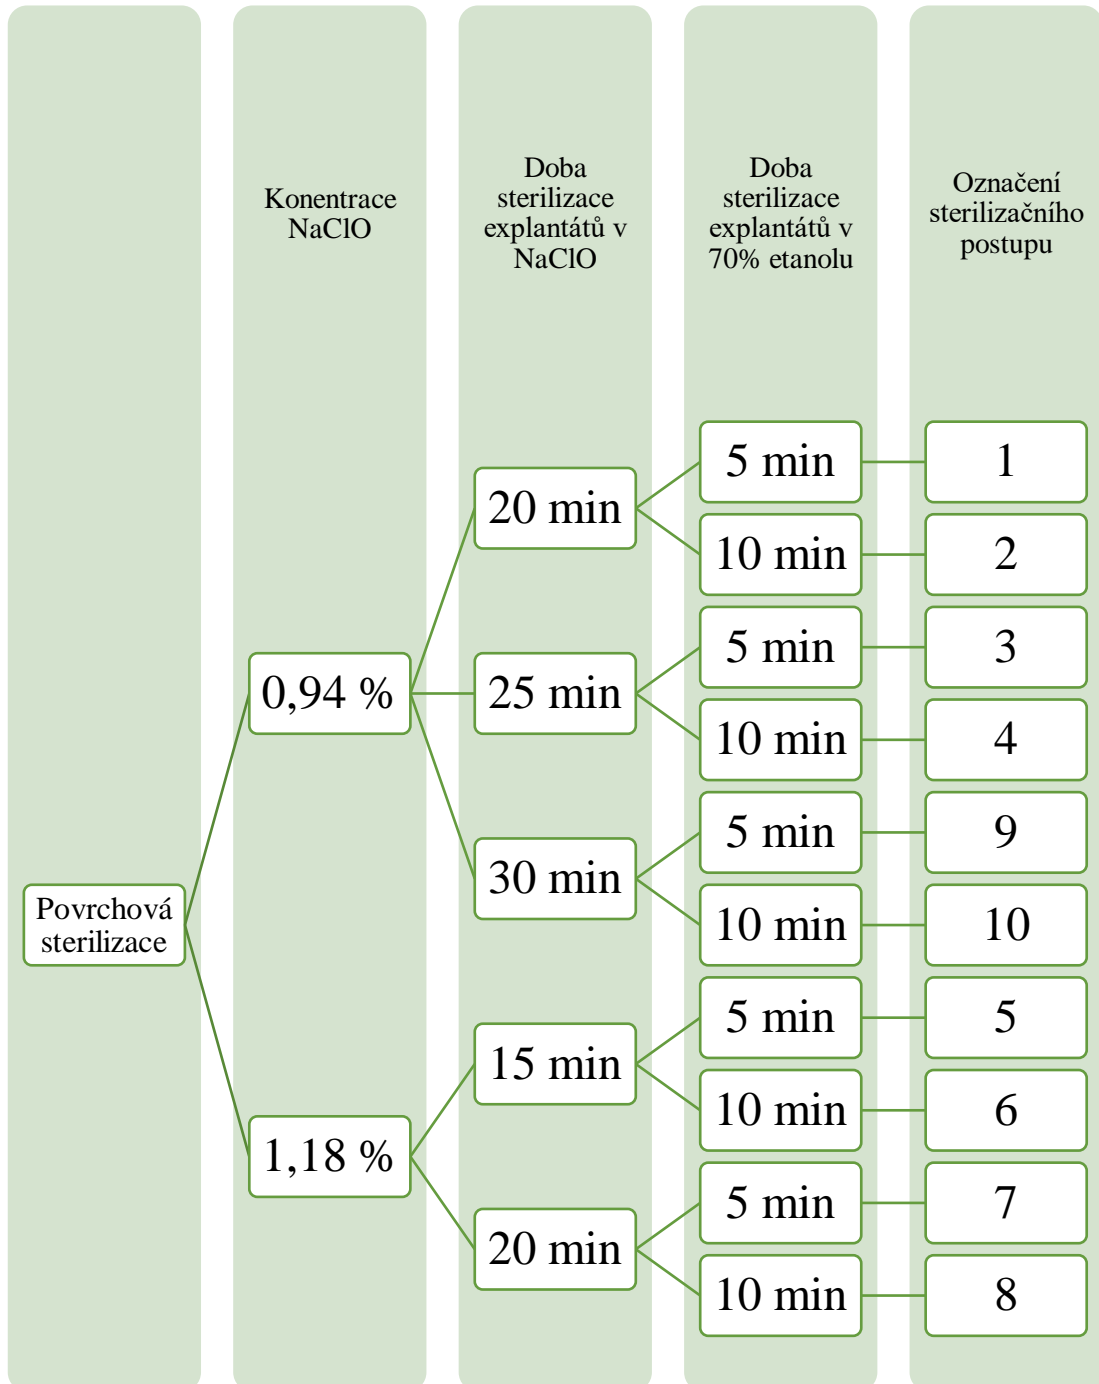 Konentrace
NaClO
Doba
sterilizace
explantátů v
NaClO
Doba
sterilizace
explantátů v
70% etanolu
Označení
sterilizačního
postupu
Povrchová
sterilizace
0,94 %
20 min
5 min
1
10 min
2
25 min
5 min
3
10 min
4
30 min
5 min
9
10 min
10
1,18 %
15 min
5 min
5
10 min
6
20 min
5 min
7
10 min
8